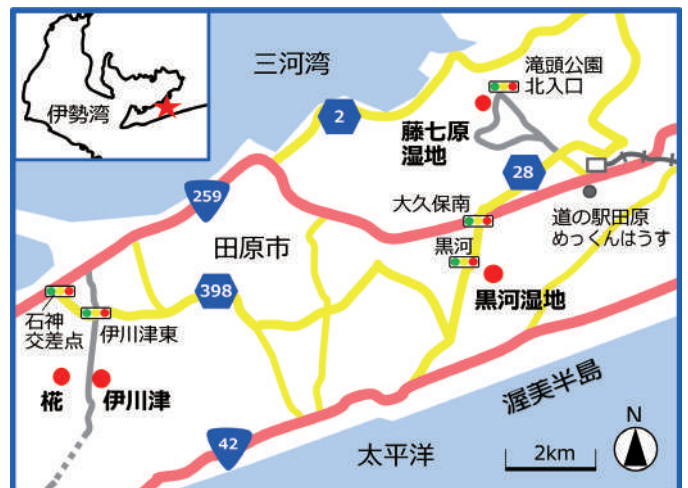 三河湾
伊勢湾
滝頭公園
北入口
2
藤七原
湿地
28
259
大久保南
道の駅田原
めっくんはうす
田原市
黒河
398
黒河湿地
石神
交差点
伊川津東
椛
伊川津
渥美半島
42
太平洋
2km
N